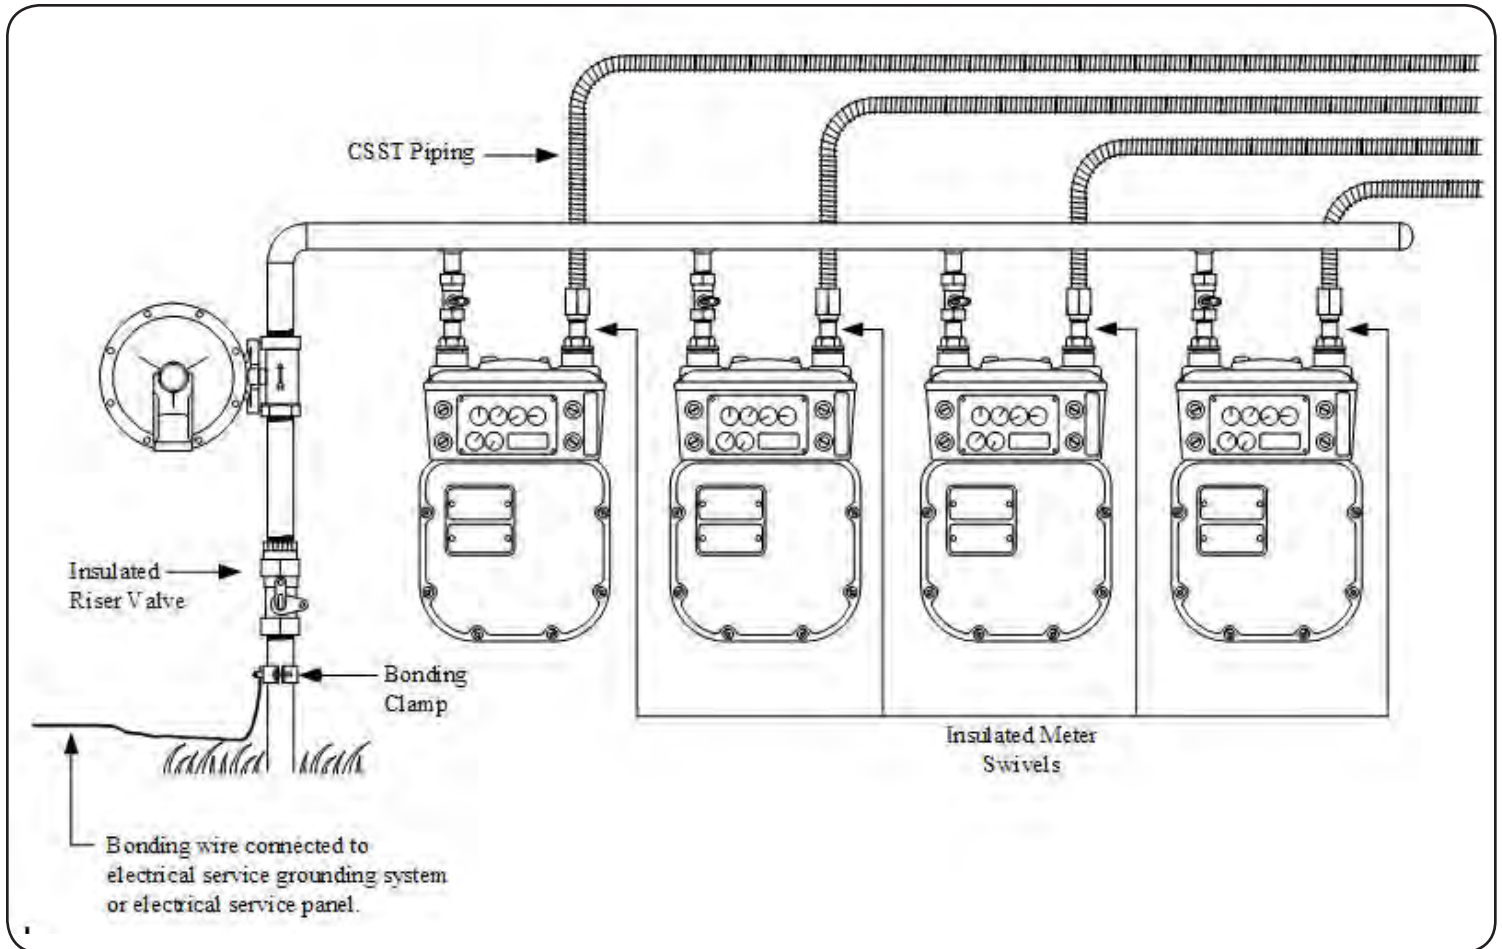 CSST Piping
Insulated
Riser Valve
Bonding
Clamp
Insulated Meter
Swivels
Bonding wire connected to
electrical service grounding system
or electrical service panel.